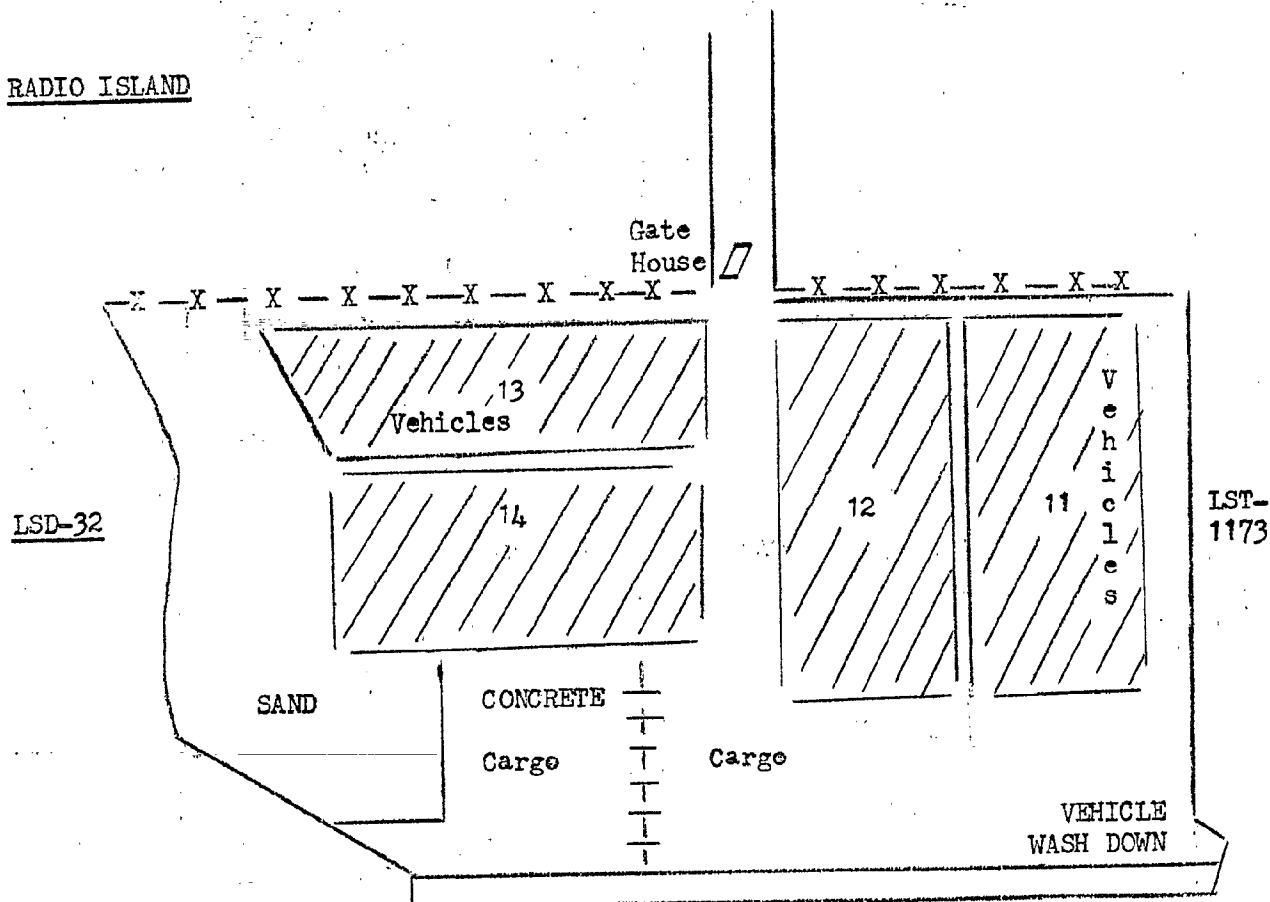 RADIO ISLAND
Gate
House
X X X X X X X X X X X X X X X
13
Vehicles
14
12
11
Vehicles
LSD-32
LST-
1173
SAND
CONCRETE
Cargo
Cargo
VEHICLE
WASH DOWN